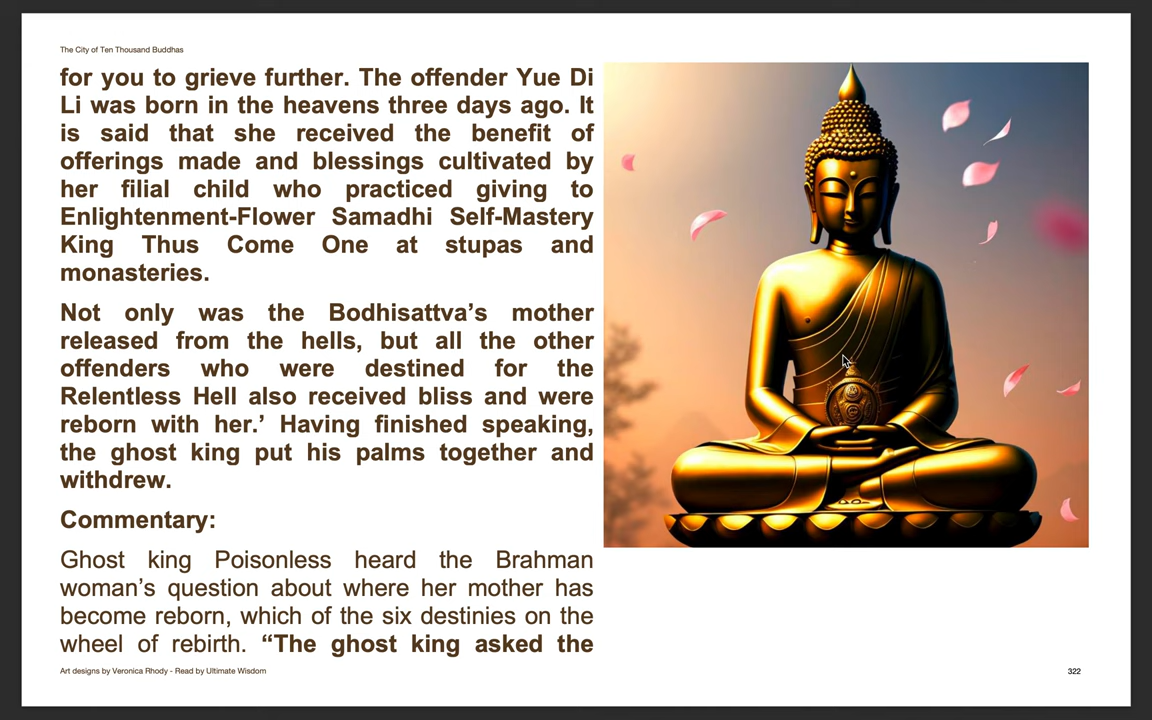 The City of Ten Thousand Buddhas
for you to grieve further. The offender Yue Di
Li was born in the heavens three days ago. It
is said that she received the benefit of
offerings made and blessings cultivated by
her filial child who practiced giving to
Enlightenment-Flower Samadhi Self-Mastery
King Thus Come One at stupas and
monasteries.
Not only was the Bodhisattva’s mother
released from the hells, but all the other
offenders who were destined for the
Relentless Hell also received bliss and were
reborn with her.’ Having finished speaking,
the ghost king put his palms together and
withdrew.
Commentary:
Ghost king Poisonless heard the Brahman
woman’s question about where her mother has
become reborn, which of the six destinies on the
wheel of rebirth. “The ghost king asked the
Art designs by Veronica Rhody - Read by Ultimate Wisdom
322